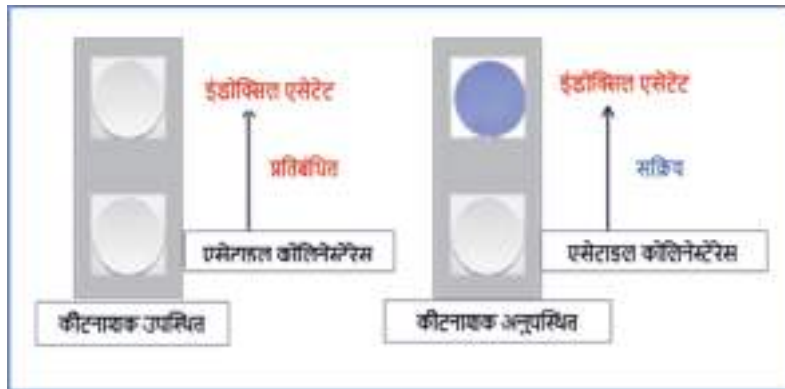 इंडोक्सिल एसेटेट
प्रतिबंधित
एसेटाइल कोलिनेस्टेरेस
कीटनाशक उपस्थित
इंडोक्सिल एसेटेट
सक्रिय
एसेटाइल कोलिनेस्टेरेस
कीटनाशक अनुपस्थित